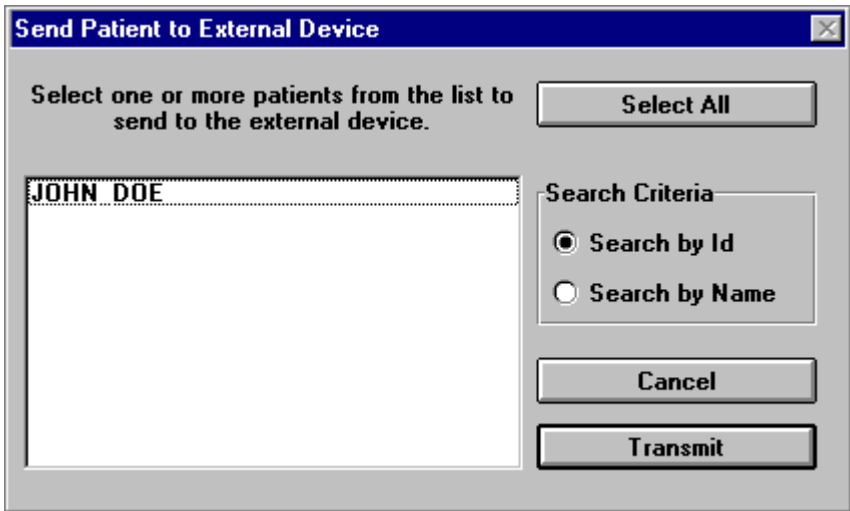 Send Patient to External Device
Select one or more patients from the list to
send to the external device.
Select All
JOHN DOE
Search Criteria
Search by Id
Search by Name
Cancel
Transmit